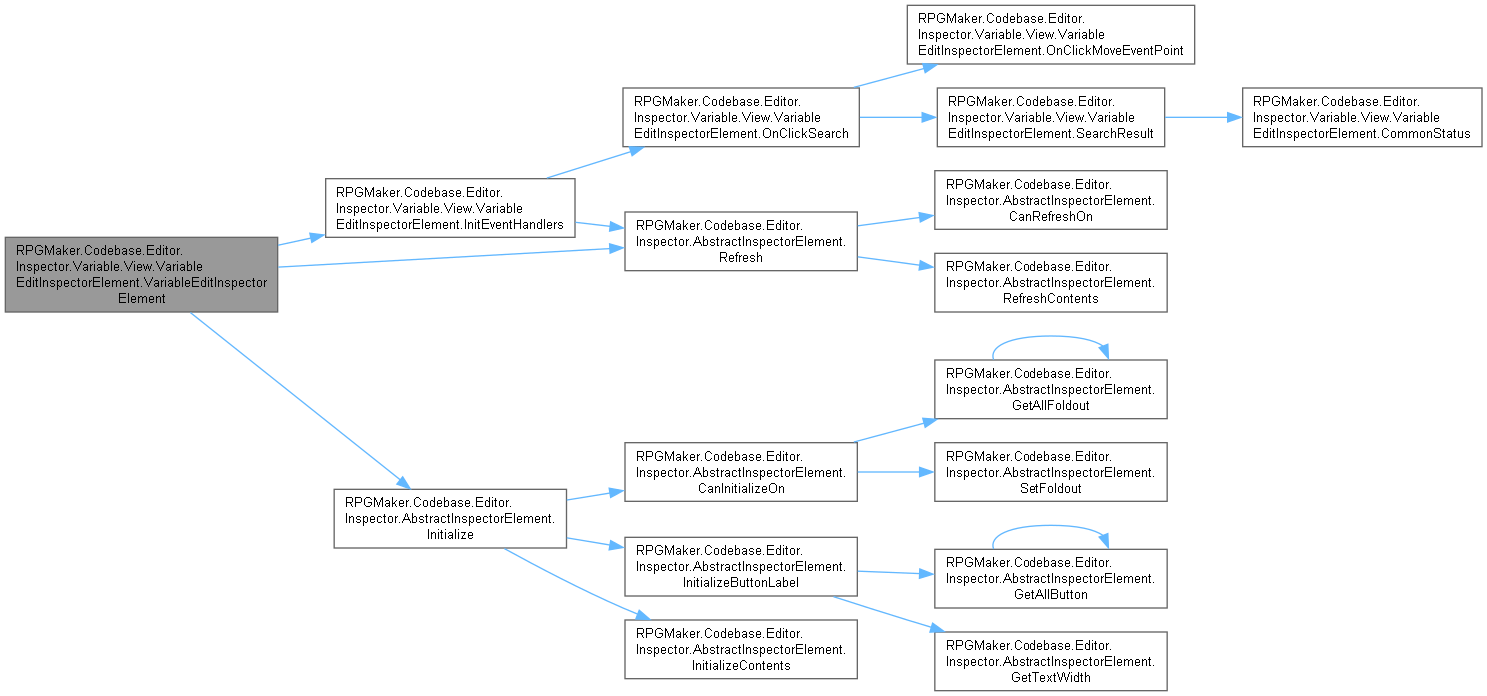 RPGMaker.Codebase.Editor.
Inspector.Variable.View.Variable
EditInspectorElement.VariableEditInspector
Element
RPGMaker.Codebase.Editor.
Inspector.Variable.View.Variable
EditInspectorElement.InitEventHandlers
RPGMaker.Codebase.Editor.
Inspector.Variable.View.Variable
EditInspectorElement.OnClickSearch
RPGMaker.Codebase.Editor.
Inspector.Variable.View.Variable
EditInspectorElement.OnClickMoveEventPoint
RPGMaker.Codebase.Editor.
Inspector.Variable.View.Variable
EditInspectorElement.SearchResult
RPGMaker.Codebase.Editor.
Inspector.Variable.View.Variable
EditInspectorElement.CommonStatus
RPGMaker.Codebase.Editor.
Inspector.AbstractInspectorElement.
Refresh
RPGMaker.Codebase.Editor.
Inspector.AbstractInspectorElement.
CanRefreshOn
RPGMaker.Codebase.Editor.
Inspector.AbstractInspectorElement.
RefreshContents
RPGMaker.Codebase.Editor.
Inspector.AbstractInspectorElement.
Initialize
RPGMaker.Codebase.Editor.
Inspector.AbstractInspectorElement.
CanInitializeOn
RPGMaker.Codebase.Editor.
Inspector.AbstractInspectorElement.
GetAllFoldout
RPGMaker.Codebase.Editor.
Inspector.AbstractInspectorElement.
SetFoldout
RPGMaker.Codebase.Editor.
Inspector.AbstractInspectorElement.
InitializeButtonLabel
RPGMaker.Codebase.Editor.
Inspector.AbstractInspectorElement.
GetAllButton
RPGMaker.Codebase.Editor.
Inspector.AbstractInspectorElement.
GetTextWidth
RPGMaker.Codebase.Editor.
Inspector.AbstractInspectorElement.
InitializeContents